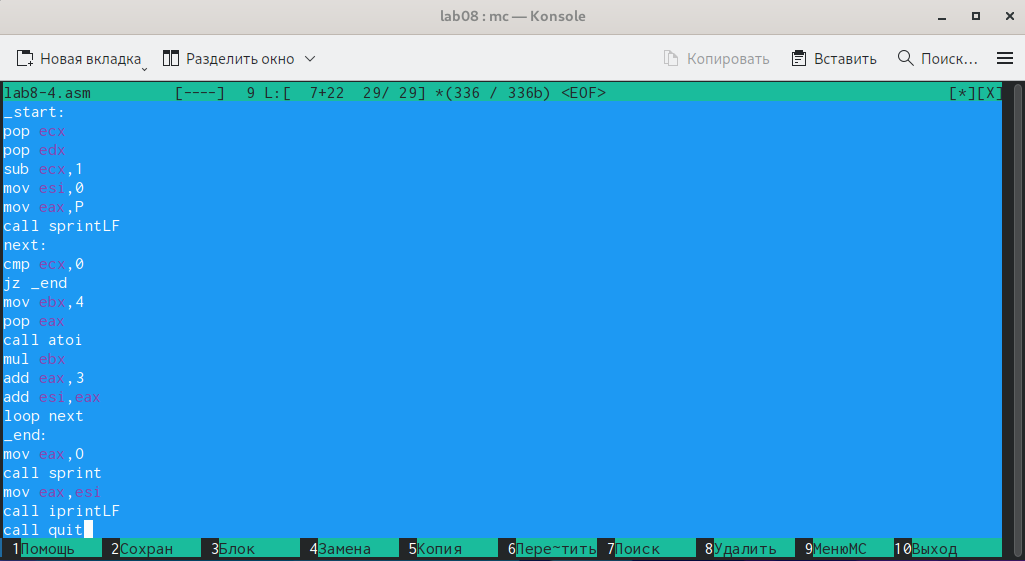 lab08 : mc — Konsole
Новая вкладка Разделить окно Копировать Вставить Поиск...
lab8-4.asm [----] 9 L:[ 7+22 29/ 29] *(336 / 336b) <EOF> [*][X]
_start:
pop ecx
pop edx
sub ecx,1
mov esi,0
mov eax,P
call sprintLF
next:
cmp ecx,0
jz _end
mov ebx,4
pop eax
call atoi
mul ebx
add eax,3
add esi,eax
loop next
_end:
mov eax,O
call sprint
mov eax,esi
call iprintLF
call quit
1Помощь 2Сохран 3Блок 4Замена 5Копия 6Пере~тить 7Поиск 8Удалить 9МенюMC 10Выход